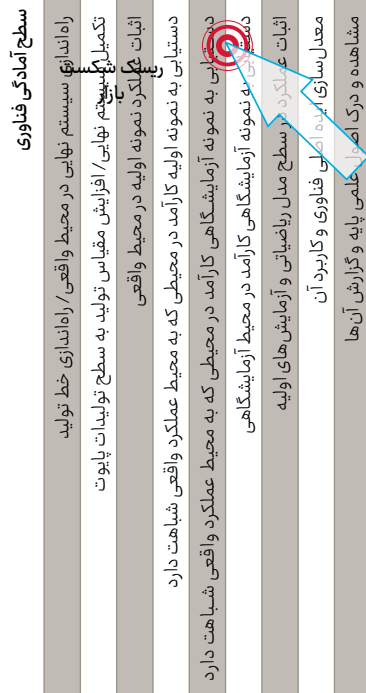 سطح آمادگی فناوری
راه‌اندازی سیستم نهایی در محیط واقعی/ راه‌اندازی خط تولید
تکمیل سیستم نهایی/ افزایش مقیاس تولید به سطح تولیدات پایوت
اثبات عملکرد نمونه اولیه در محیط واقعی
دستیابی به نمونه اولیه کارآمد در محیطی که به محیط عملکرد واقعی شباهت دارد
دستیابی به نمونه آزمایشگاهی کارآمد در محیطی که به محیط عملکرد واقعی شباهت دارد
دستیابی به نمونه آزمایشگاهی کارآمد در محیط آزمایشگاهی
اثبات عملکرد در سطح مدل ریاضیاتی و آزمایش‌های اولیه
معدل‌سازی ایده اصلی فناوری و کاربرد آن
مشاهده و درک اصول علمی پایه و گزارش آن‌ها
ریسک شکست
بازار